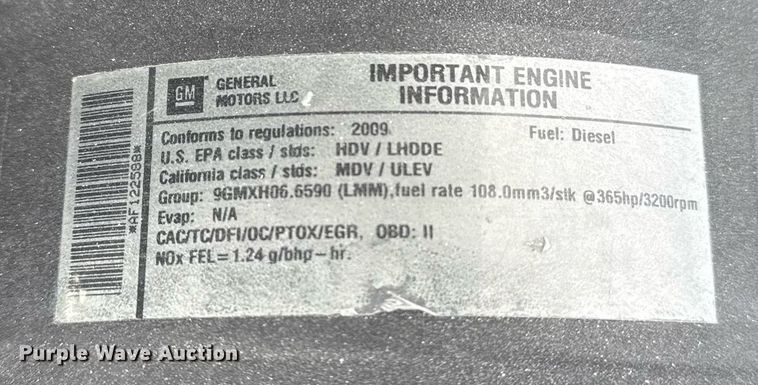 *AF122588*
GM
GENERAL
MOTORS LLC
IMPORTANT ENGINE
INFORMATION
Conforms to regulations: 2009 Fuel: Diesel
U.S. EPA class / stds: HDV / LHDDE
California class / stds: MDV / ULEV
Group: 9GMXH06.6590 (LMM),fuel rate 108.0mm3/stk @365hp/3200rpm
Evap: N/A
CAC/TC/DFI/OC/PTOX/EGR, OBD: II
NOx FEL= 1.24 g/bhp-hr.
Purple Wave Auction